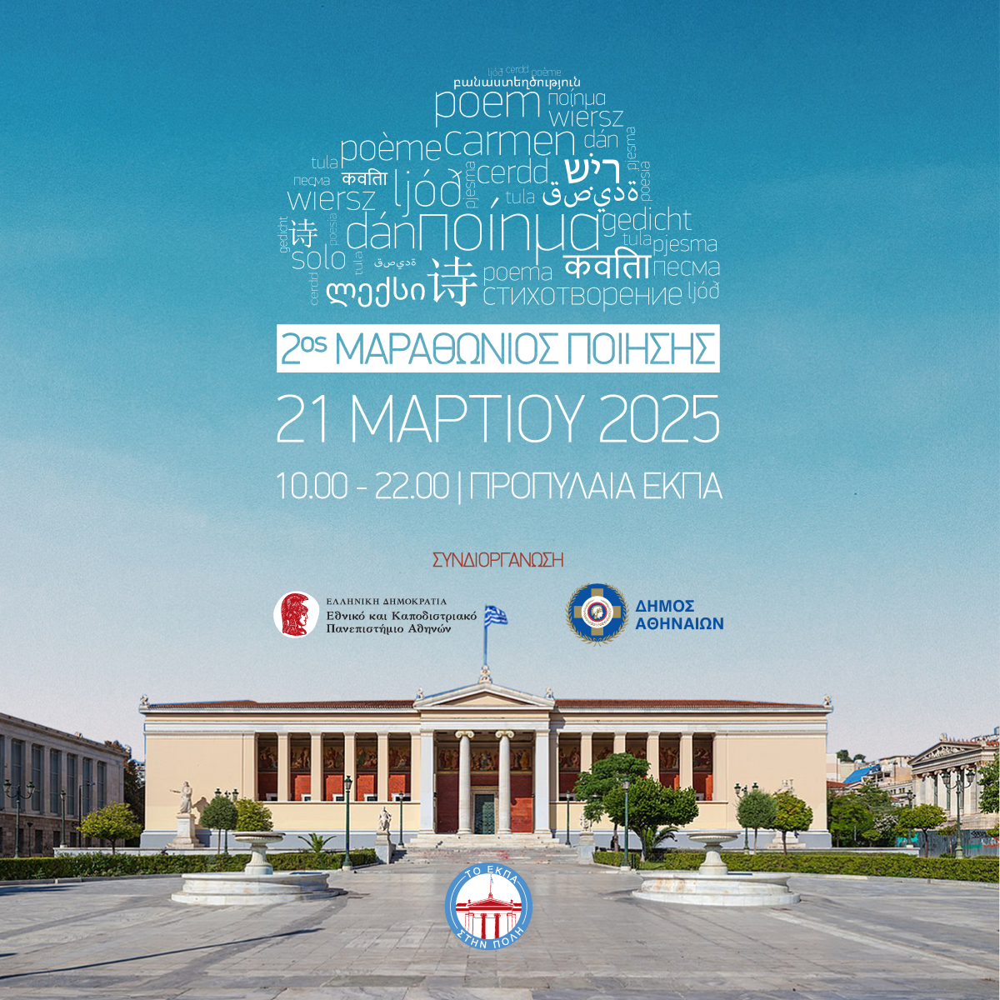 ljóð cerdd poème
բանաստեղծություն
poem ποίημα
wiersz
carmen dán
poème
tula
cerdd שיר
pjesma
песма कविता ljóð
pjesma
poesia
wiersz
tula قصيدة
gedicht 诗 poesia dán ποίημα gedicht
tula pjesma
solo tula قصيدة
poema कविता песма
cerdd ლექსი 诗
стихотворение ljóð
2ος ΜΑΡΑΘΩΝΙΟΣ ΠΟΙΗΣΗΣ
21 ΜΑΡΤΙΟΥ 2025
10.00 - 22.00 | ΠΡΟΠΥΛΑΙΑ ΕΚΠΑ
ΣΥΝΔΙΟΡΓΑΝΩΣΗ
ΕΛΛΗΝΙΚΗ ΔΗΜΟΚΡΑΤΙΑ
Εθνικό και Καποδιστριακό
Πανεπιστήμιο Αθηνών
ΔΗΜΟΣ
ΑΘΗΝΑΙΩΝ
ΤΟ ΕΚΠΑ
ΣΤΗΝ ΠΟΛΗ